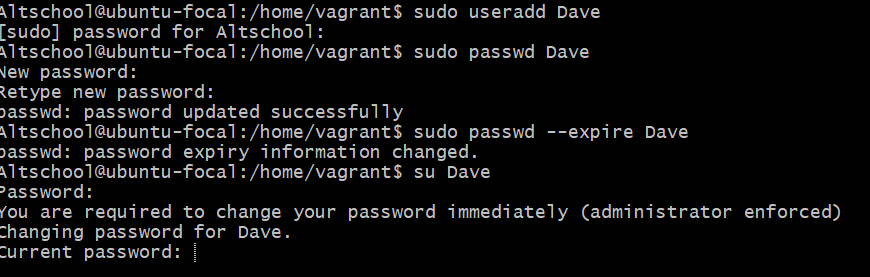 Altschool@ubuntu-focal:/home/vagrant$ sudo useradd Dave
[sudo] password for Altschool:
Altschool@ubuntu-focal:/home/vagrant$ sudo passwd Dave
New password:
Retype new password:
passwd: password updated successfully
Altschool@ubuntu-focal:/home/vagrant$ sudo passwd --expire Dave
passwd: password expiry information changed.
Altschool@ubuntu-focal:/home/vagrant$ su Dave
Password:
You are required to change your password immediately (administrator enforced)
Changing password for Dave.
Current password: